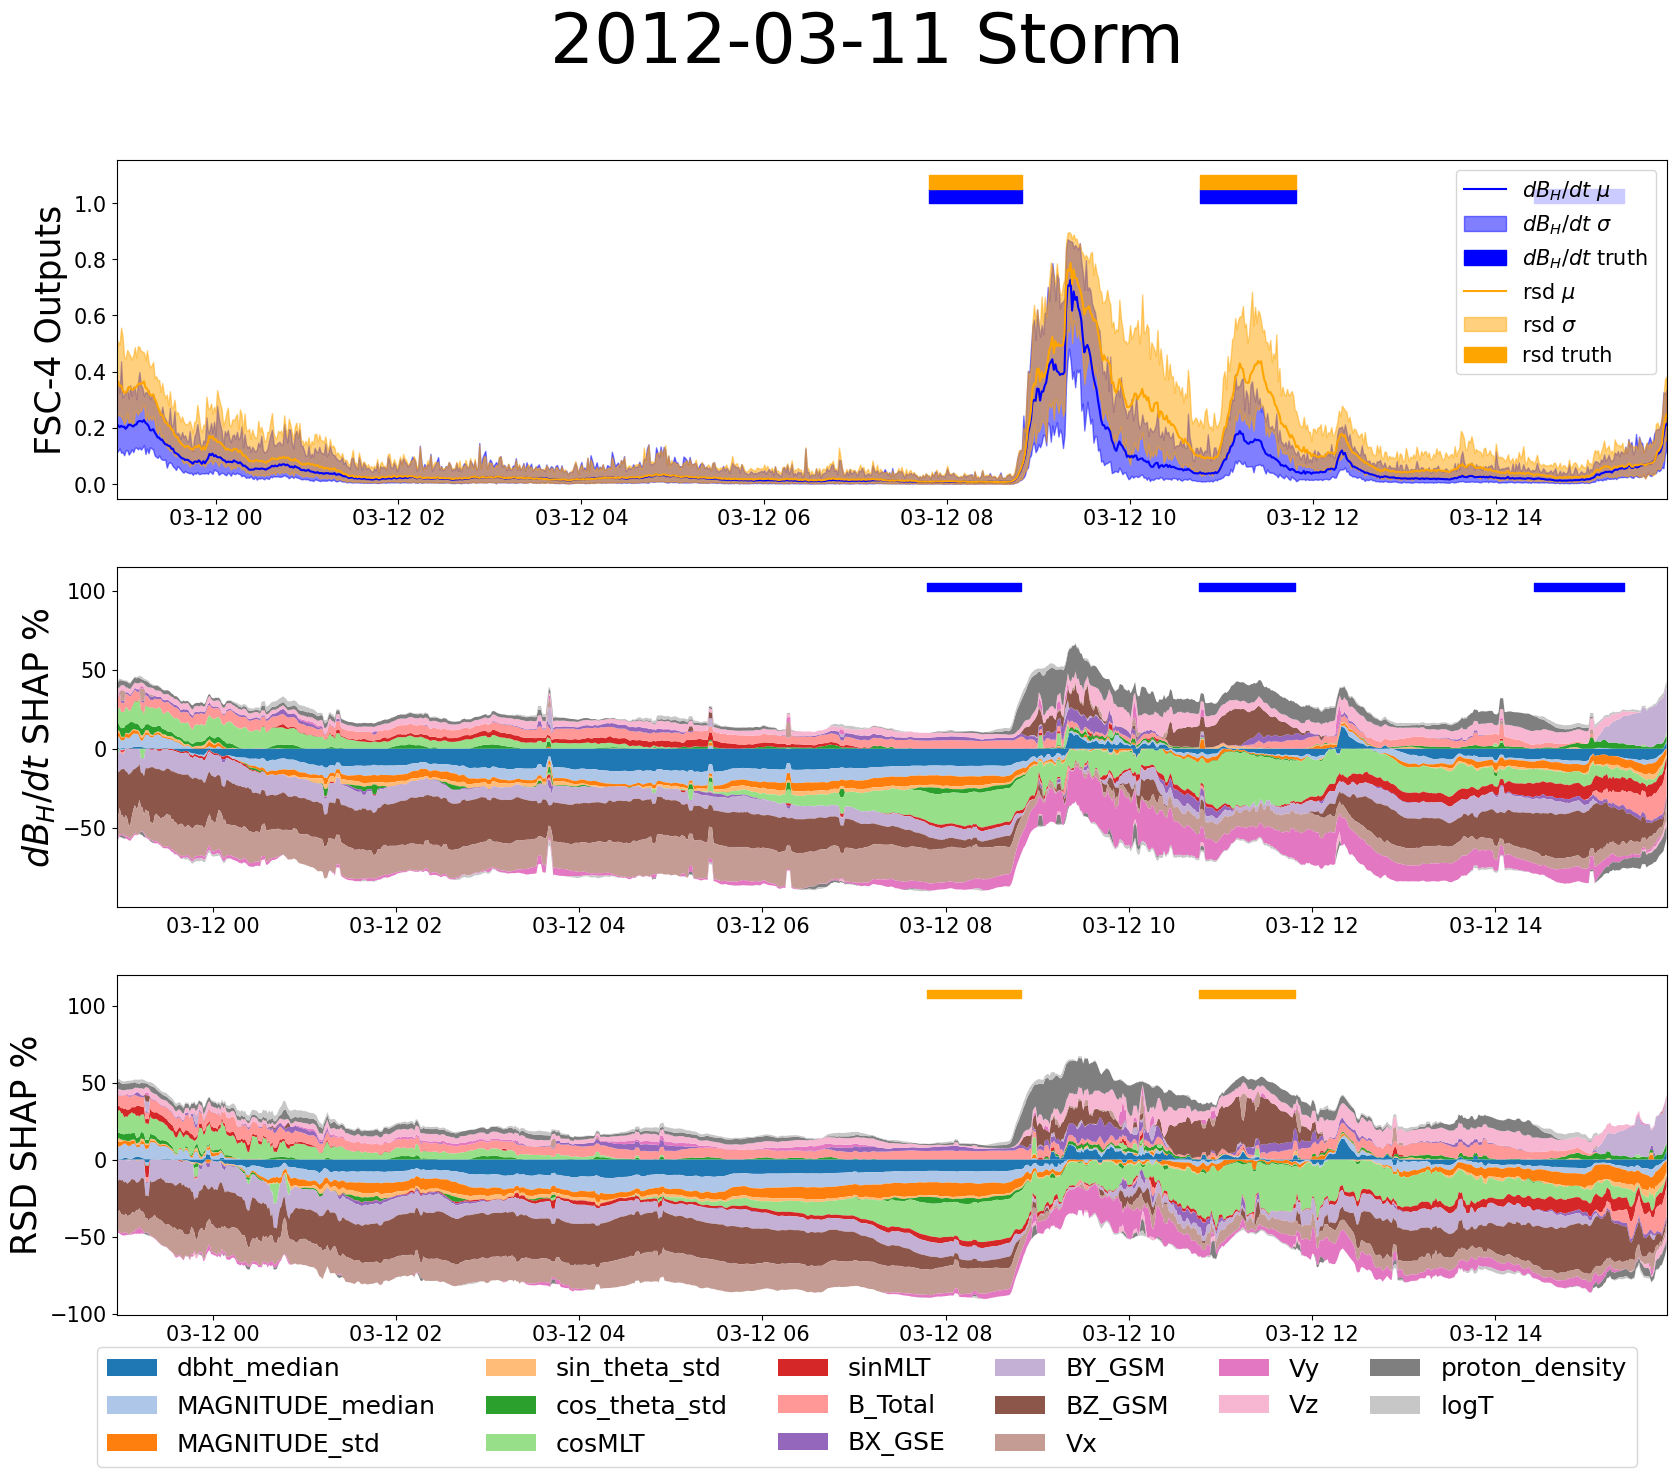 2012-03-11 Storm
FSC-4 Outputs
1.0
0.8
0.6
0.4
0.2
0.0
dB_H/dt μ
dB_H/dt σ
dB_H/dt truth
rsd μ
rsd σ
rsd truth
03-12 00 03-12 02 03-12 04 03-12 06 03-12 08 03-12 10 03-12 12 03-12 14
dB_H/dt SHAP %
100
50
0
−50
03-12 00 03-12 02 03-12 04 03-12 06 03-12 08 03-12 10 03-12 12 03-12 14
RSD SHAP %
100
50
0
−50
−100
03-12 00 03-12 02 03-12 04 03-12 06 03-12 08 03-12 10 03-12 12 03-12 14
dbht_median sin_theta_std sinMLT BY_GSM Vy proton_density
MAGNITUDE_median cos_theta_std B_Total BZ_GSM Vz logT
MAGNITUDE_std cosMLT BX_GSE Vx